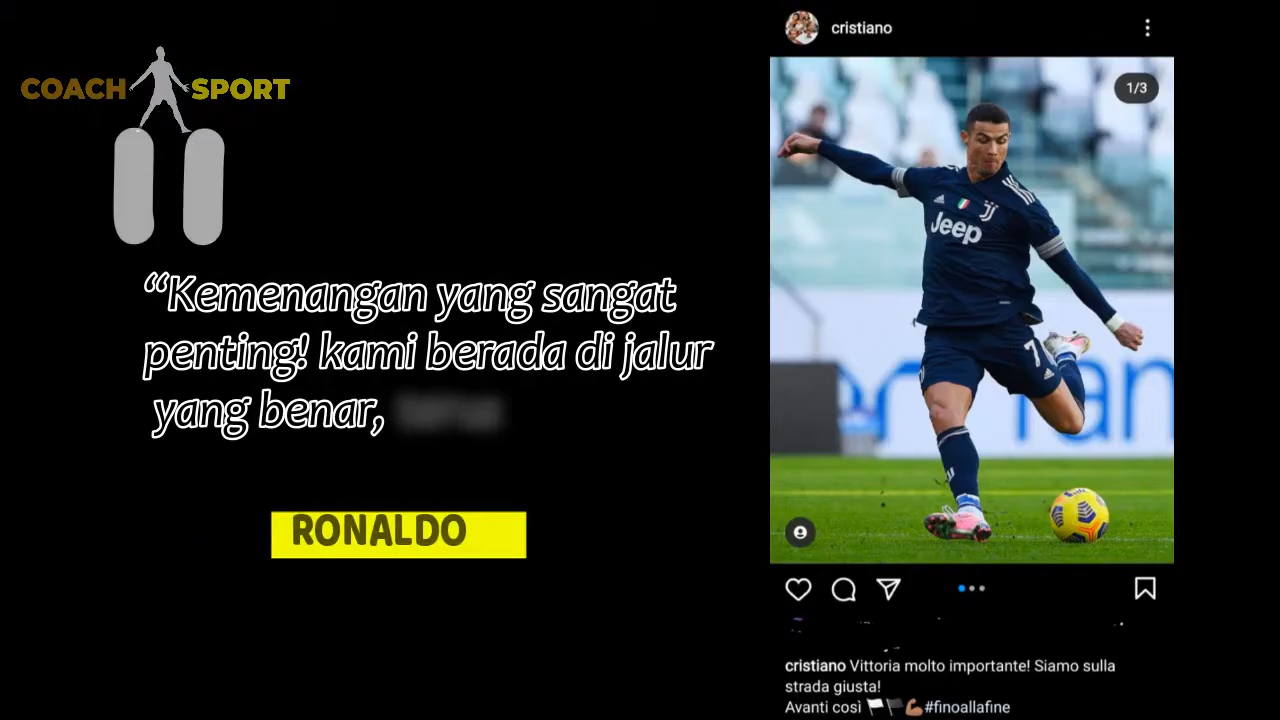 COACH SPORT
“Kemenangan yang sangat
penting! kami berada di jalur
yang benar,
RONALDO
cristiano
1/3
Jeep
7
cristiano Vittoria molto importante! Siamo sulla
strada giusta!
Avanti così 🏳️🏴💪🏽#finoallafine